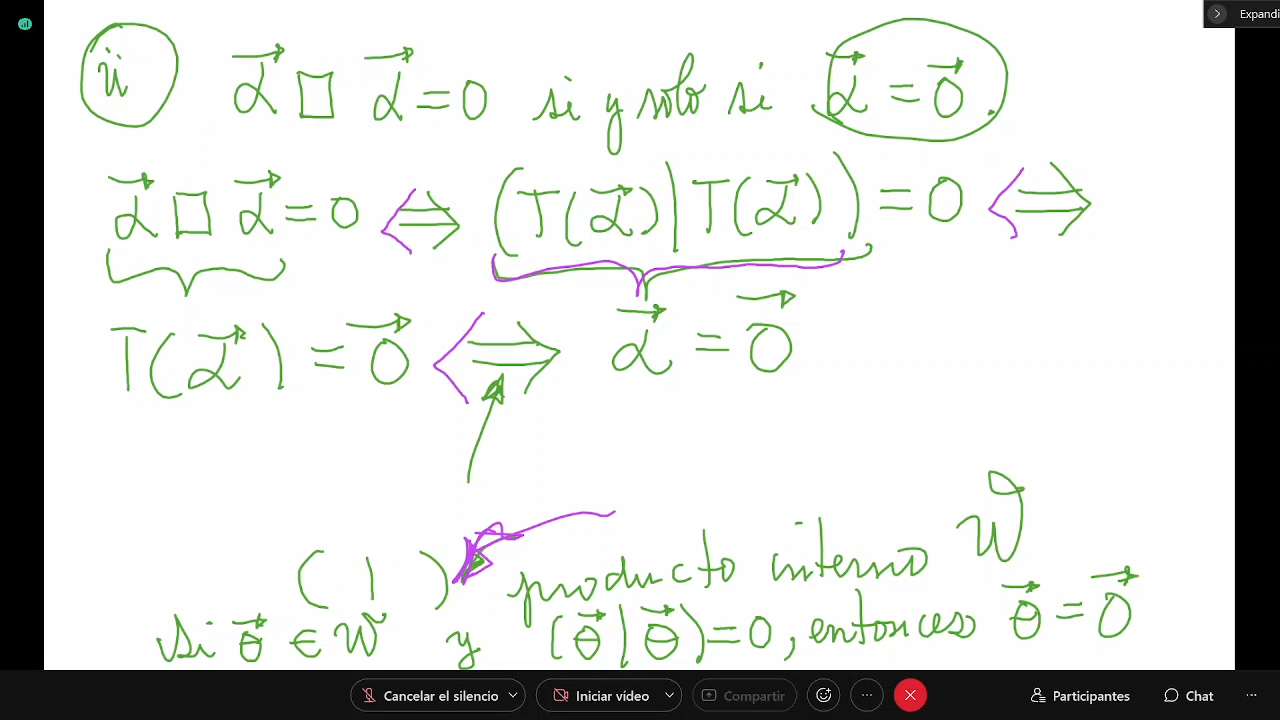 Expandi
ii α⃗ □ α⃗ = 0 si y solo si α⃗ = 0⃗.
α⃗ □ α⃗ = 0 ⟺ (T(α⃗)|T(α⃗)) = 0 ⟺
T(α⃗) = 0⃗ ⟺ α⃗ = 0⃗
( | ) producto interno W
Si θ⃗ ∈ W y (θ⃗|θ⃗) = 0, entonces θ⃗ = 0⃗
Cancelar el silencio Iniciar vídeo Compartir ... Participantes Chat ...